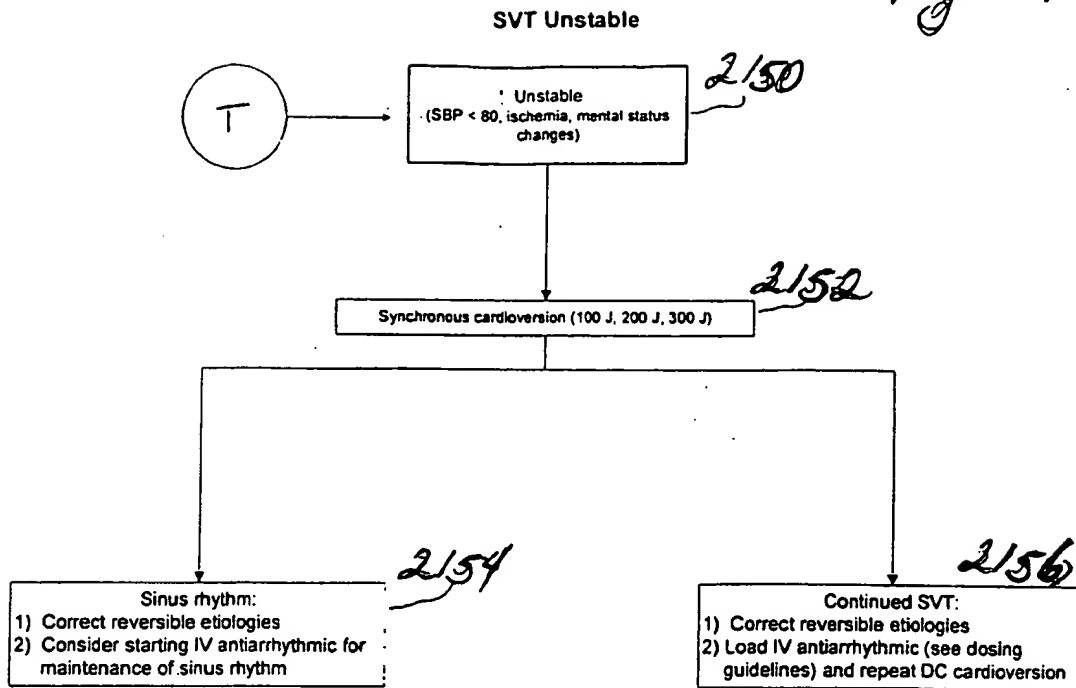 SVT Unstable
2150
T
Unstable
(SBP < 80, ischemia, mental status
changes)
2152
Synchronous cardioversion (100 J, 200 J, 300 J)
2154
2156
Sinus rhythm:
1) Correct reversible etiologies
2) Consider starting IV antiarrhythmic for
maintenance of sinus rhythm
Continued SVT:
1) Correct reversible etiologies
2) Load IV antiarrhythmic (see dosing
guidelines) and repeat DC cardioversion